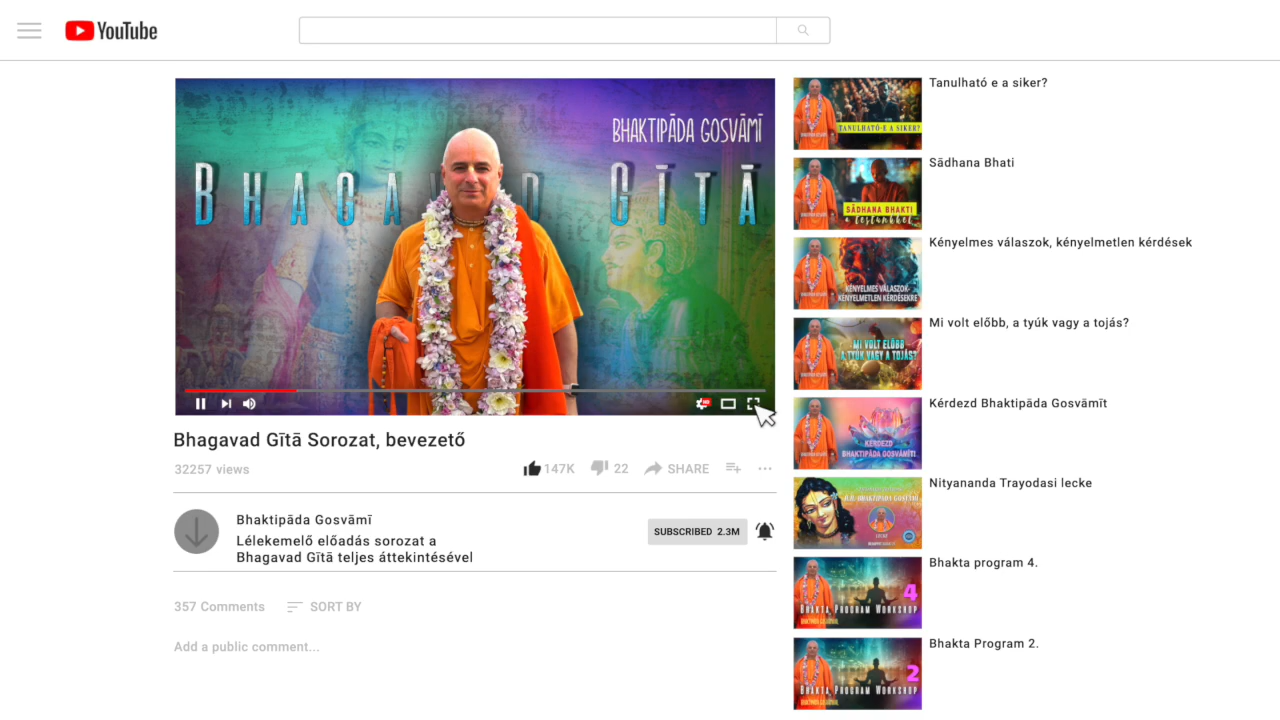 YouTube
BHAKTIPĀDA GOSVĀMĪ
BHAGAVAD GĪTĀ
HD
Bhagavad Gītā Sorozat, bevezető
32257 views
147K 22 SHARE
Bhaktipāda Gosvāmī
Lélekemelő előadás sorozat a
Bhagavad Gītā teljes áttekintésével
SUBSCRIBED 2.3M
357 Comments SORT BY
Add a public comment...
TANULHATÓ-E A SIKER?
Tanulható e a siker?
SĀDHANA BHAKTI
a testünkkel
Sādhana Bhati
KÉNYELMES VÁLASZOK-
KÉNYELMETLEN KÉRDÉSEKRE
Kényelmes válaszok, kényelmetlen kérdések
MI VOLT ELŐBB
A TYÚK VAGY A TOJÁS?
Mi volt előbb, a tyúk vagy a tojás?
KÉRDEZD
BHAKTIPĀDA GOSVĀMĪT!
Kérdezd Bhaktipāda Gosvāmīt
H.H. BHAKTIPĀDA GOSVĀMĪ
Nityananda Trayodasi lecke
4
BHAKTA PROGRAM WORKSHOP
Bhakta program 4.
2
BHAKTA PROGRAM WORKSHOP
Bhakta Program 2.